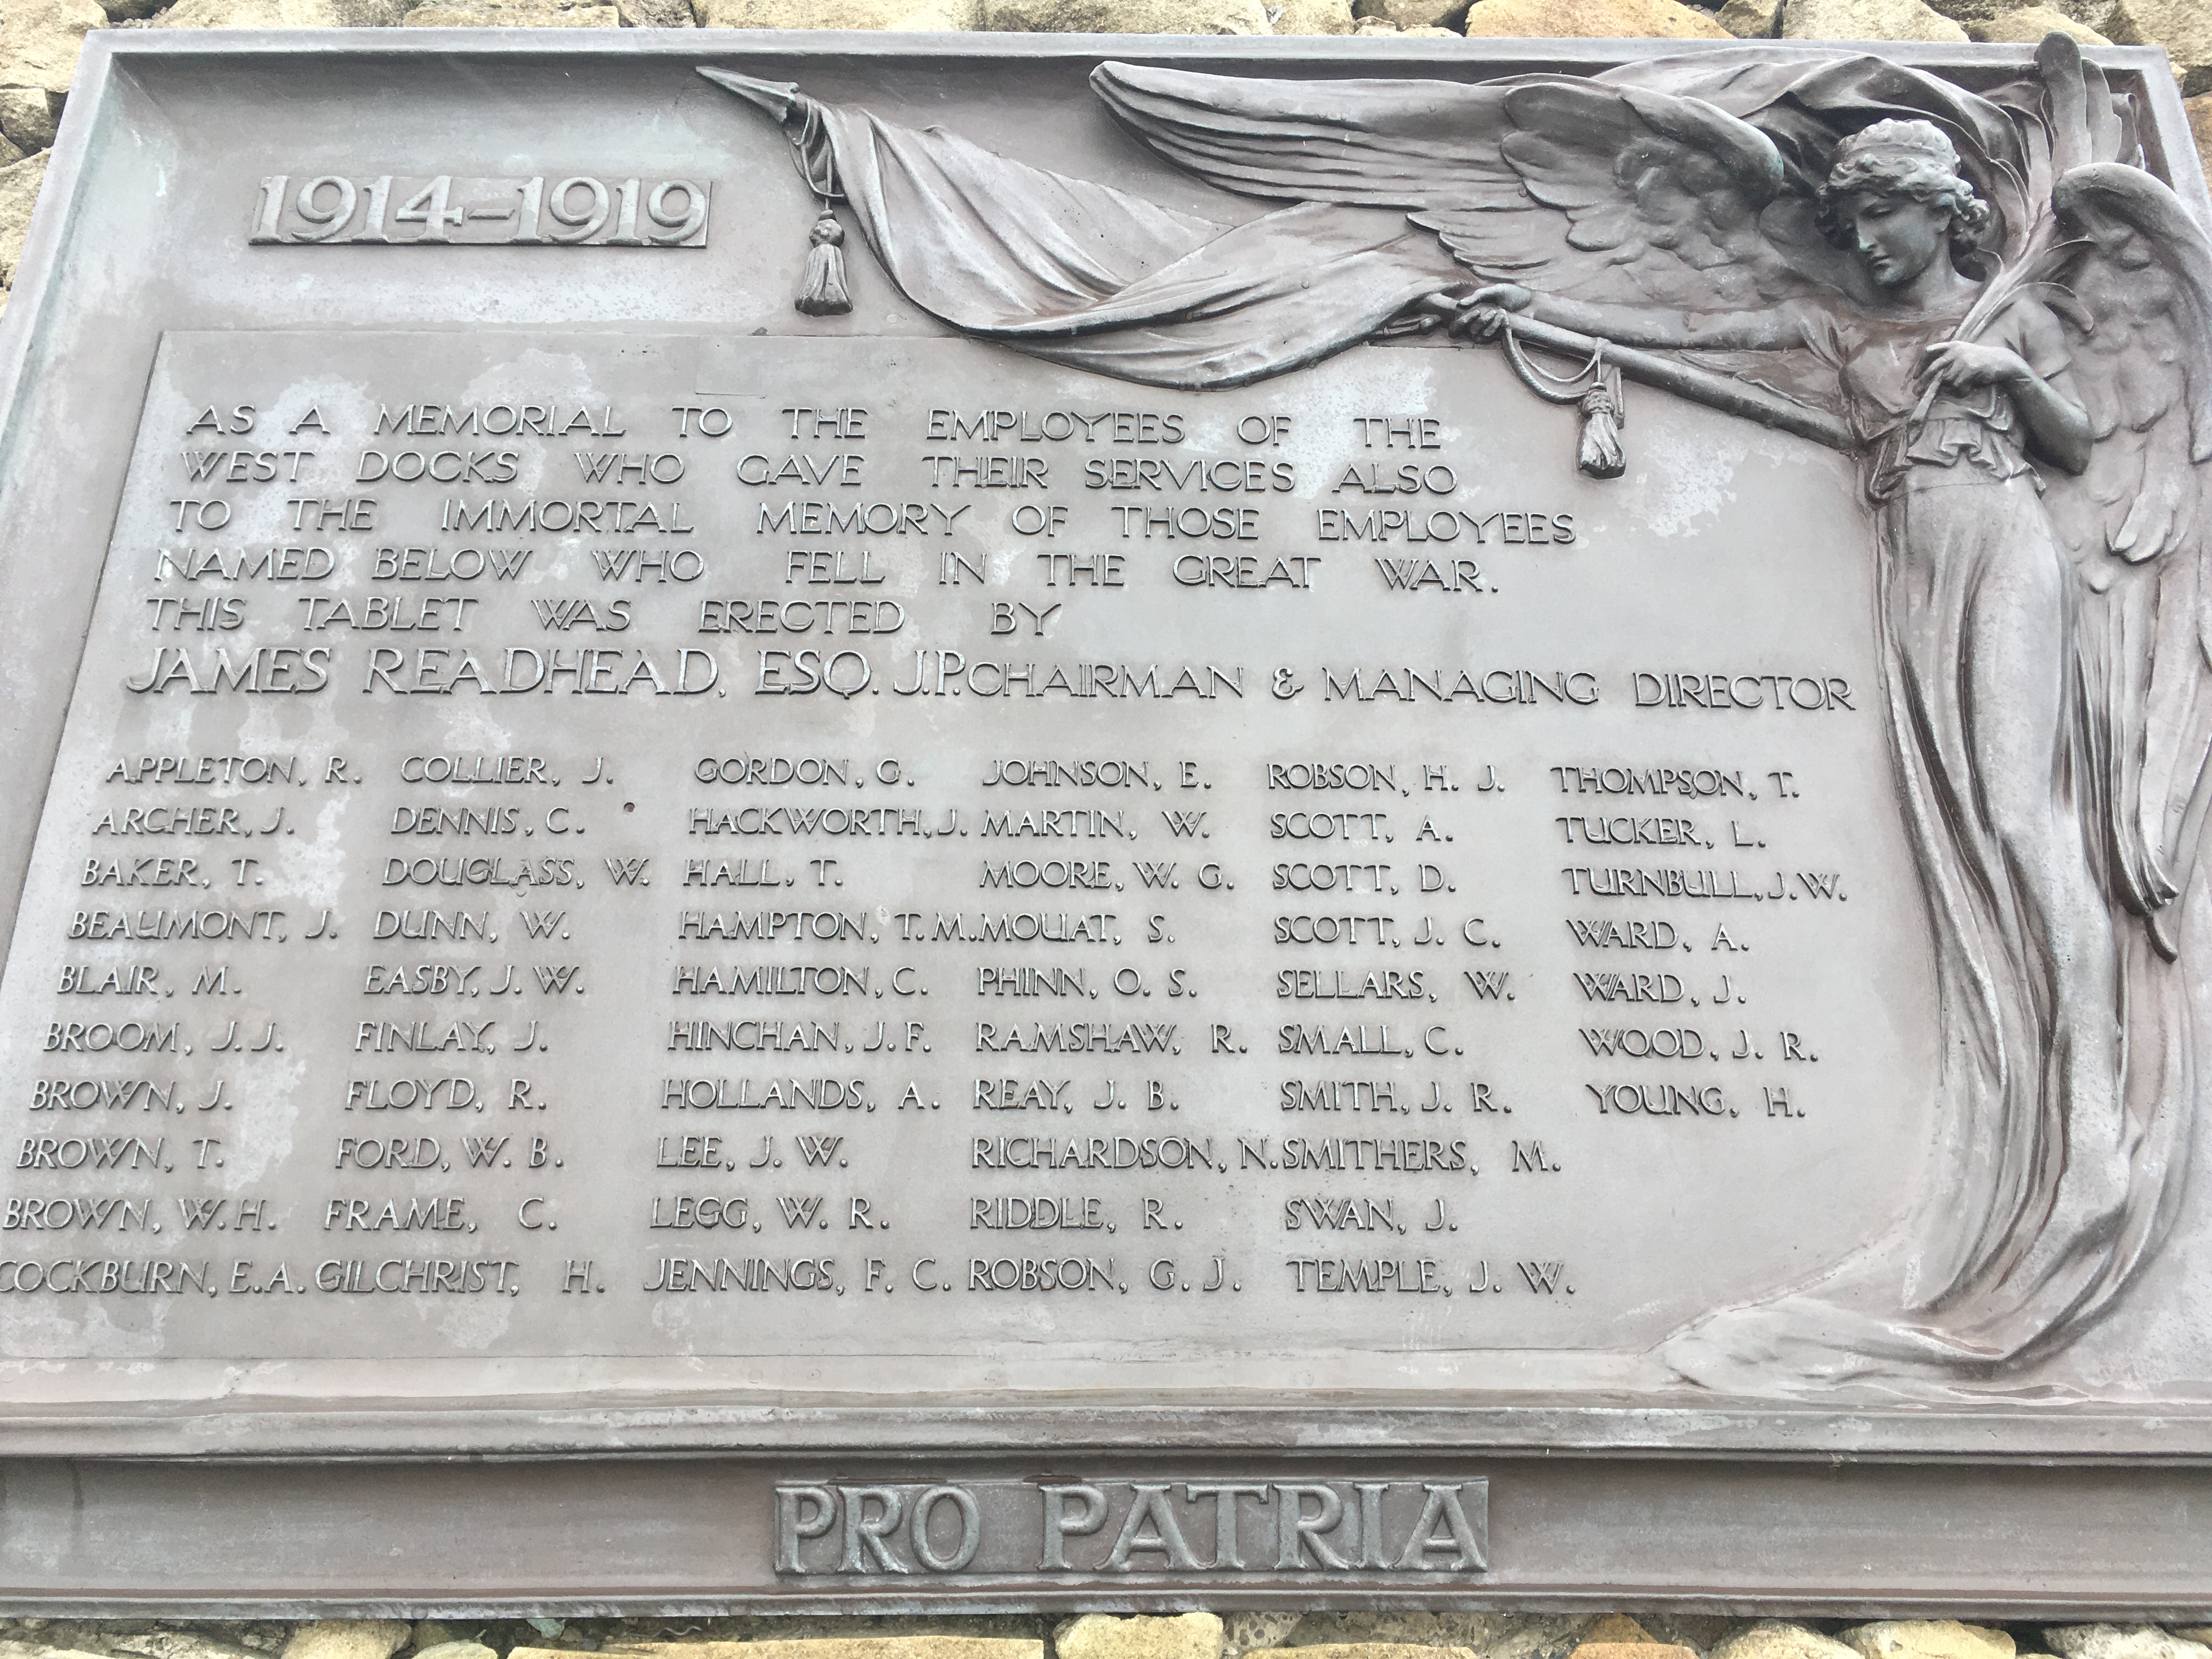 1914-1919
AS A MEMORIAL TO THE EMPLOYEES OF THE
WEST DOCKS WHO GAVE THEIR SERVICES ALSO
TO THE IMMORTAL MEMORY OF THOSE EMPLOYEES
NAMED BELOW WHO FELL IN THE GREAT WAR.
THIS TABLET WAS ERECTED BY
JAMES READHEAD, ESQ. J.P. CHAIRMAN & MANAGING DIRECTOR
APPLETON, R. COLLIER, J. GORDON, G. JOHNSON, E. ROBSON, H. J. THOMPSON, T.
ARCHER, J. DENNIS, C. HACKWORTH, J. MARTIN, W. SCOTT, A. TUCKER, L.
BAKER, T. DOUGLASS, W. HALL, T. MOORE, W. G. SCOTT, D. TURNBULL, J. W.
BEAUMONT, J. DUNN, W. HAMPTON, T. M. MOUAT, S. SCOTT, J. C. WARD, A.
BLAIR, M. EASBY, J. W. HAMILTON, C. PHINN, O. S. SELLARS, W. WARD, J.
BROOM, J. J. FINLAY, J. HINCHAN, J. F. RAMSHAW, R. SMALL, C. WOOD, J. R.
BROWN, J. FLOYD, R. HOLLANDS, A. REAY, J. B. SMITH, J. R. YOUNG, H.
BROWN, T. FORD, W. B. LEE, J. W. RICHARDSON, N. SMITHERS, M.
BROWN, W. H. FRAME, C. LEGG, W. R. RIDDLE, R. SWAN, J.
COCKBURN, E. A. GILCHRIST, H. JENNINGS, F. C. ROBSON, G. J. TEMPLE, J. W.
PRO PATRIA